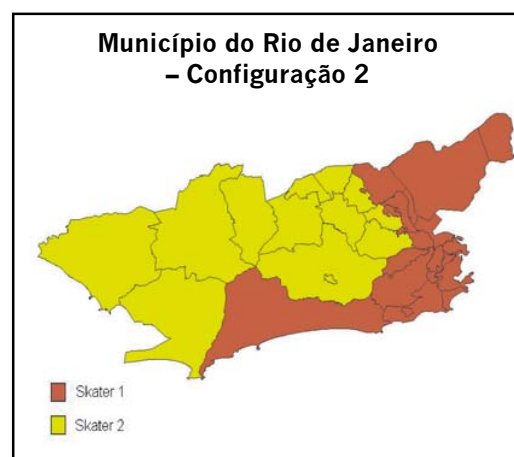 Município do Rio de Janeiro
– Configuração 2
Skater 1
Skater 2